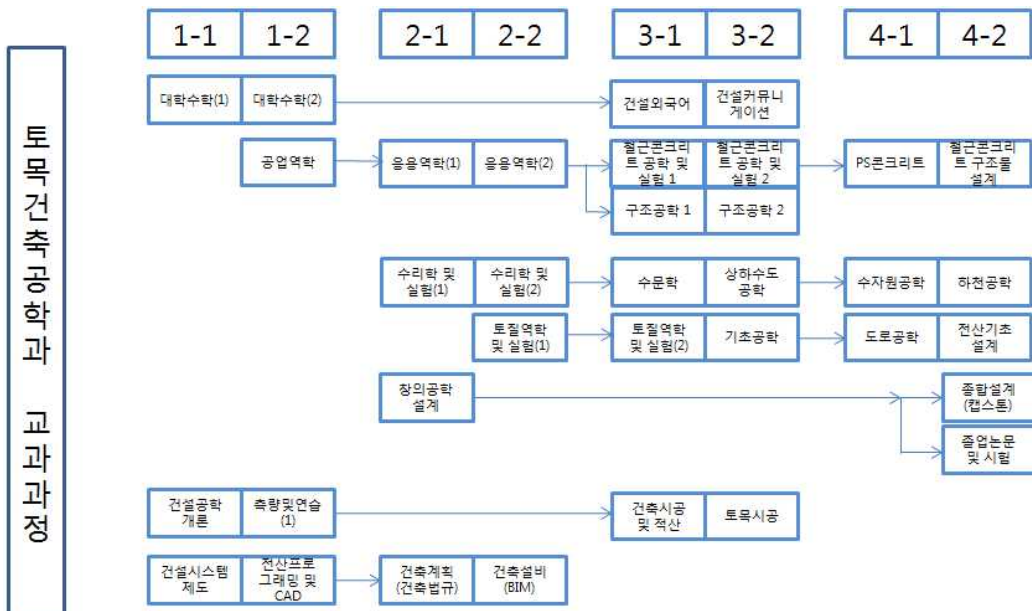 토목건축공학과 교과과정
1-1 1-2 2-1 2-2 3-1 3-2 4-1 4-2
대학수학(1) 대학수학(2)
건설외국어
건설커뮤니
케이션
공업역학
응용역학(1) 응용역학(2)
철근콘크리
트 공학 및
실험 1
철근콘크리
트 공학 및
실험 2
PS콘크리트
철근콘크리
트 구조물
설계
구조공학 1 구조공학 2
수리학 및
실험(1)
수리학 및
실험(2)
수문학
상하수도
공학
수자원공학 하천공학
토질역학
및 실험(1)
토질역학
및 실험(2)
기초공학
도로공학
전산기초
설계
창의공학
설계
종합설계
(캡스톤)
졸업논문
및 시험
건설공학
개론
측량및연습
(1)
건축시공
및 적산
토목시공
건설시스템
제도
전산프로
그래밍 및
CAD
건축계획
(건축법규)
건축설비
(BIM)